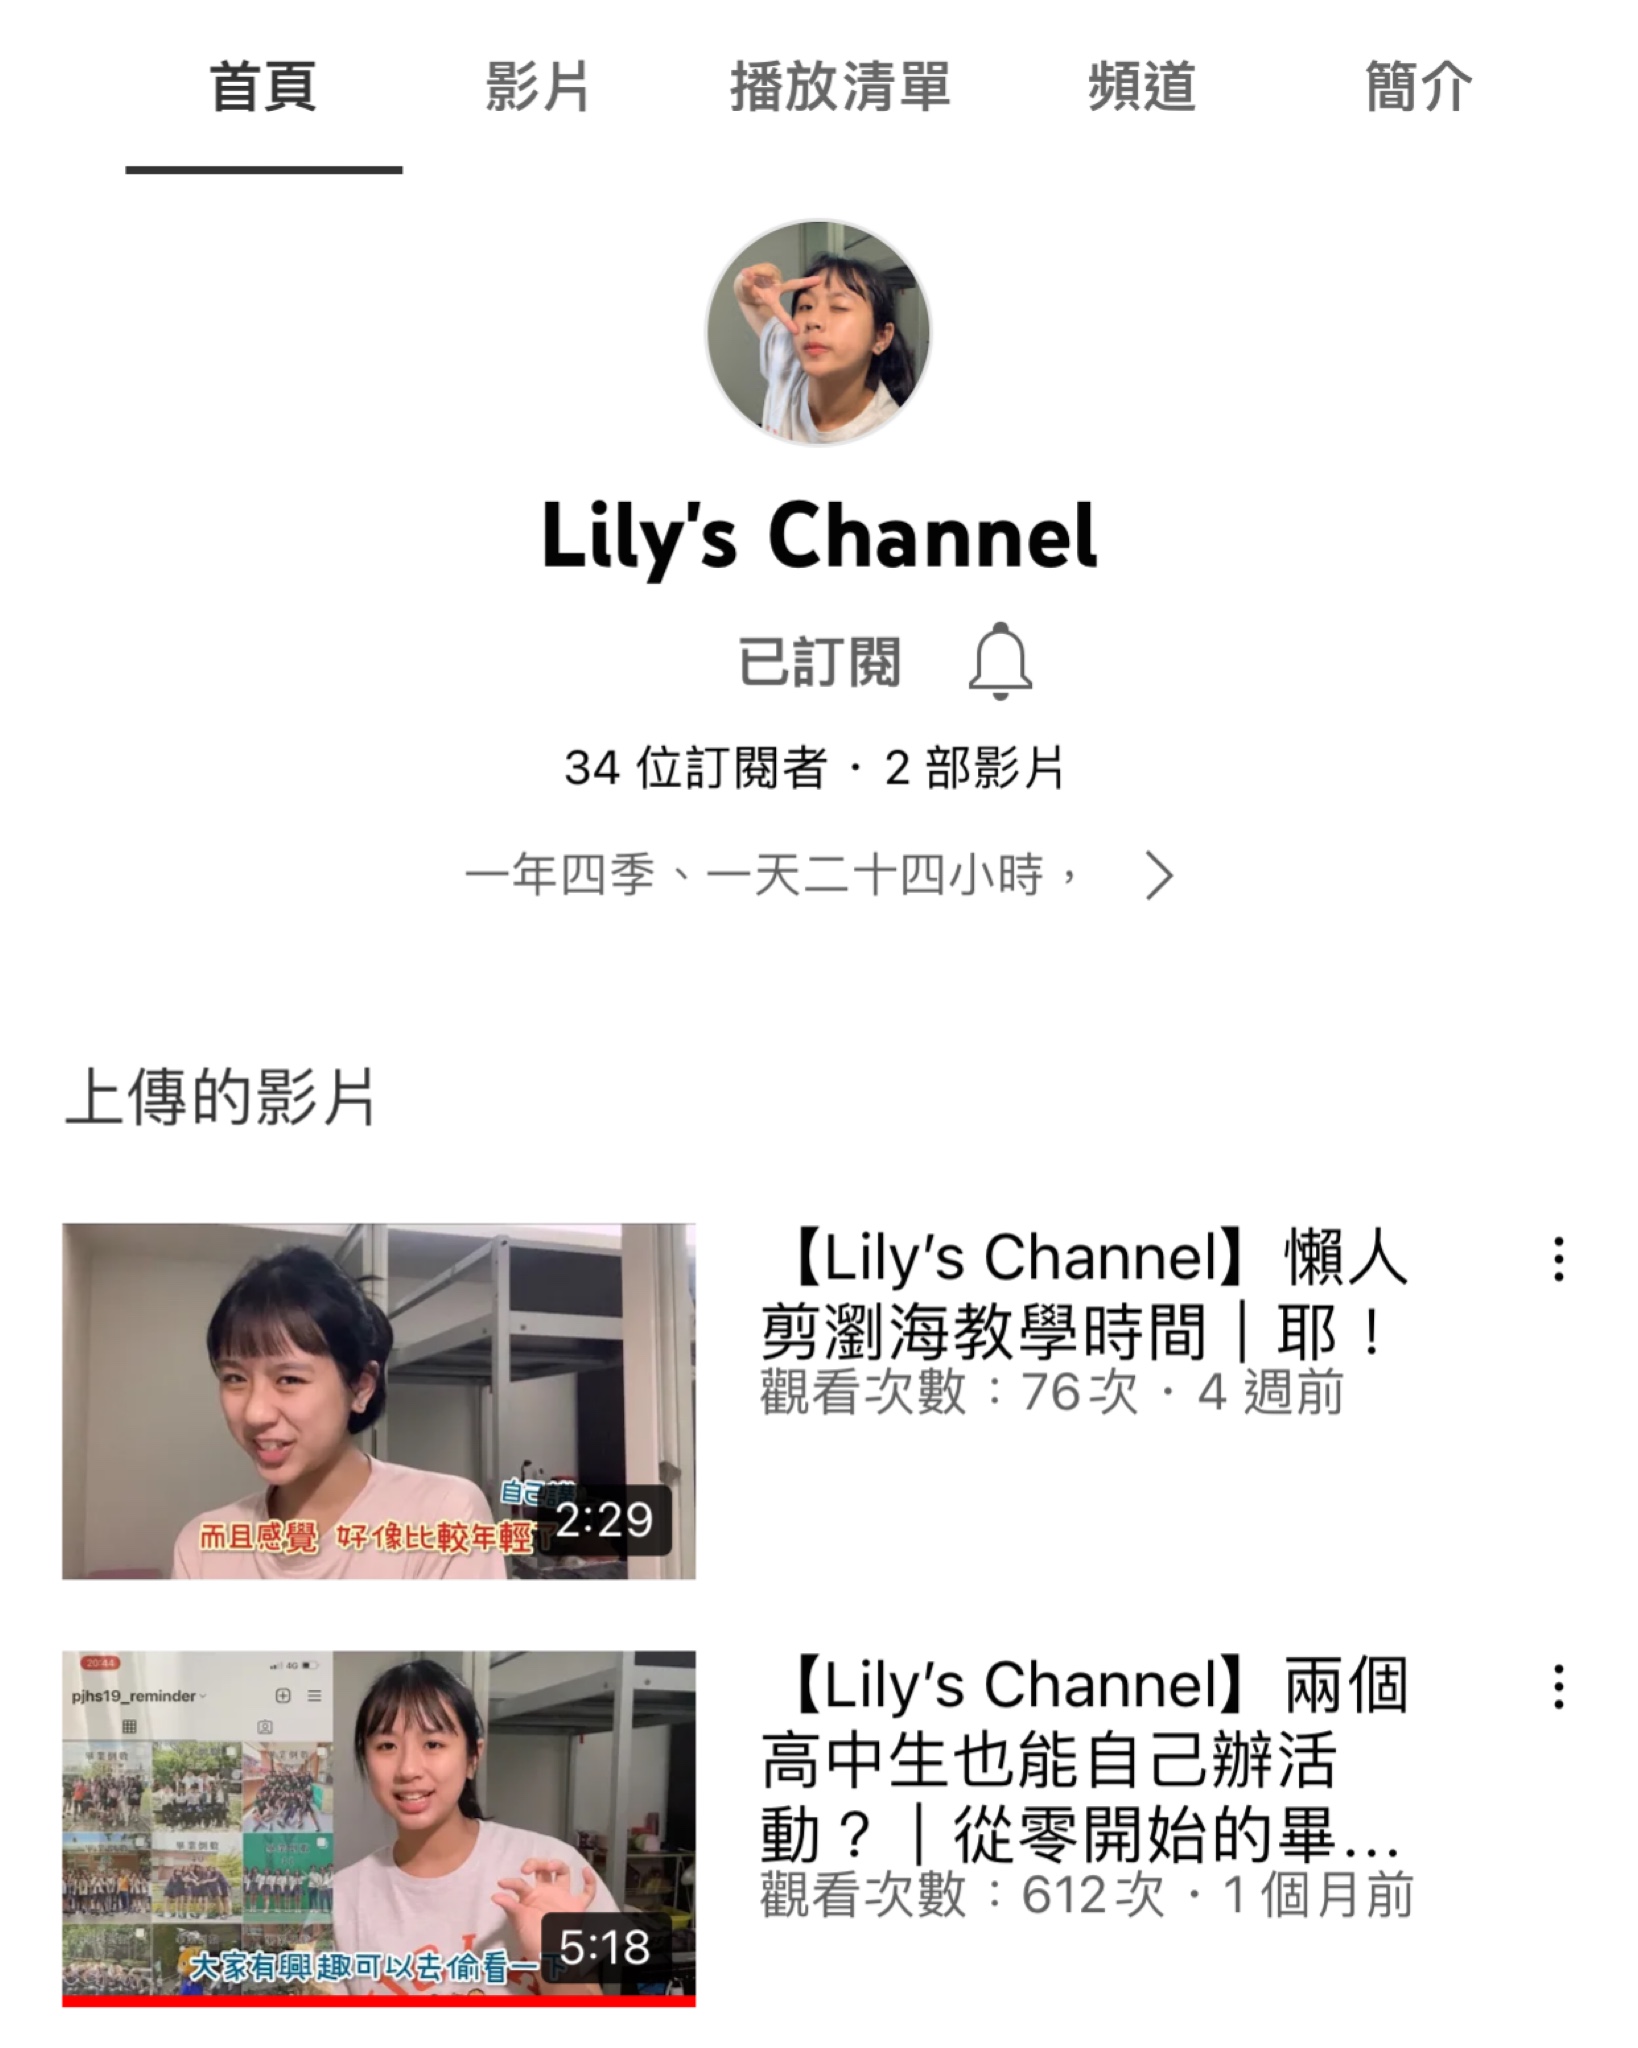 首頁 影片 播放清單 頻道 簡介
Lily's Channel
已訂閱
34 位訂閱者·2 部影片
一年四季、一天二十四小時，
上傳的影片
【Lily's Channel】懶人
剪瀏海教學時間｜耶！
觀看次數：76次·4 週前
自己講
而且感覺 好像比較年輕了
2:29
【Lily's Channel】兩個
高中生也能自己辦活
動？｜從零開始的畢...
觀看次數：612次·1 個月前
20:44
4G
pjhs19_reminder
大家有興趣可以去偷看一下
5:18